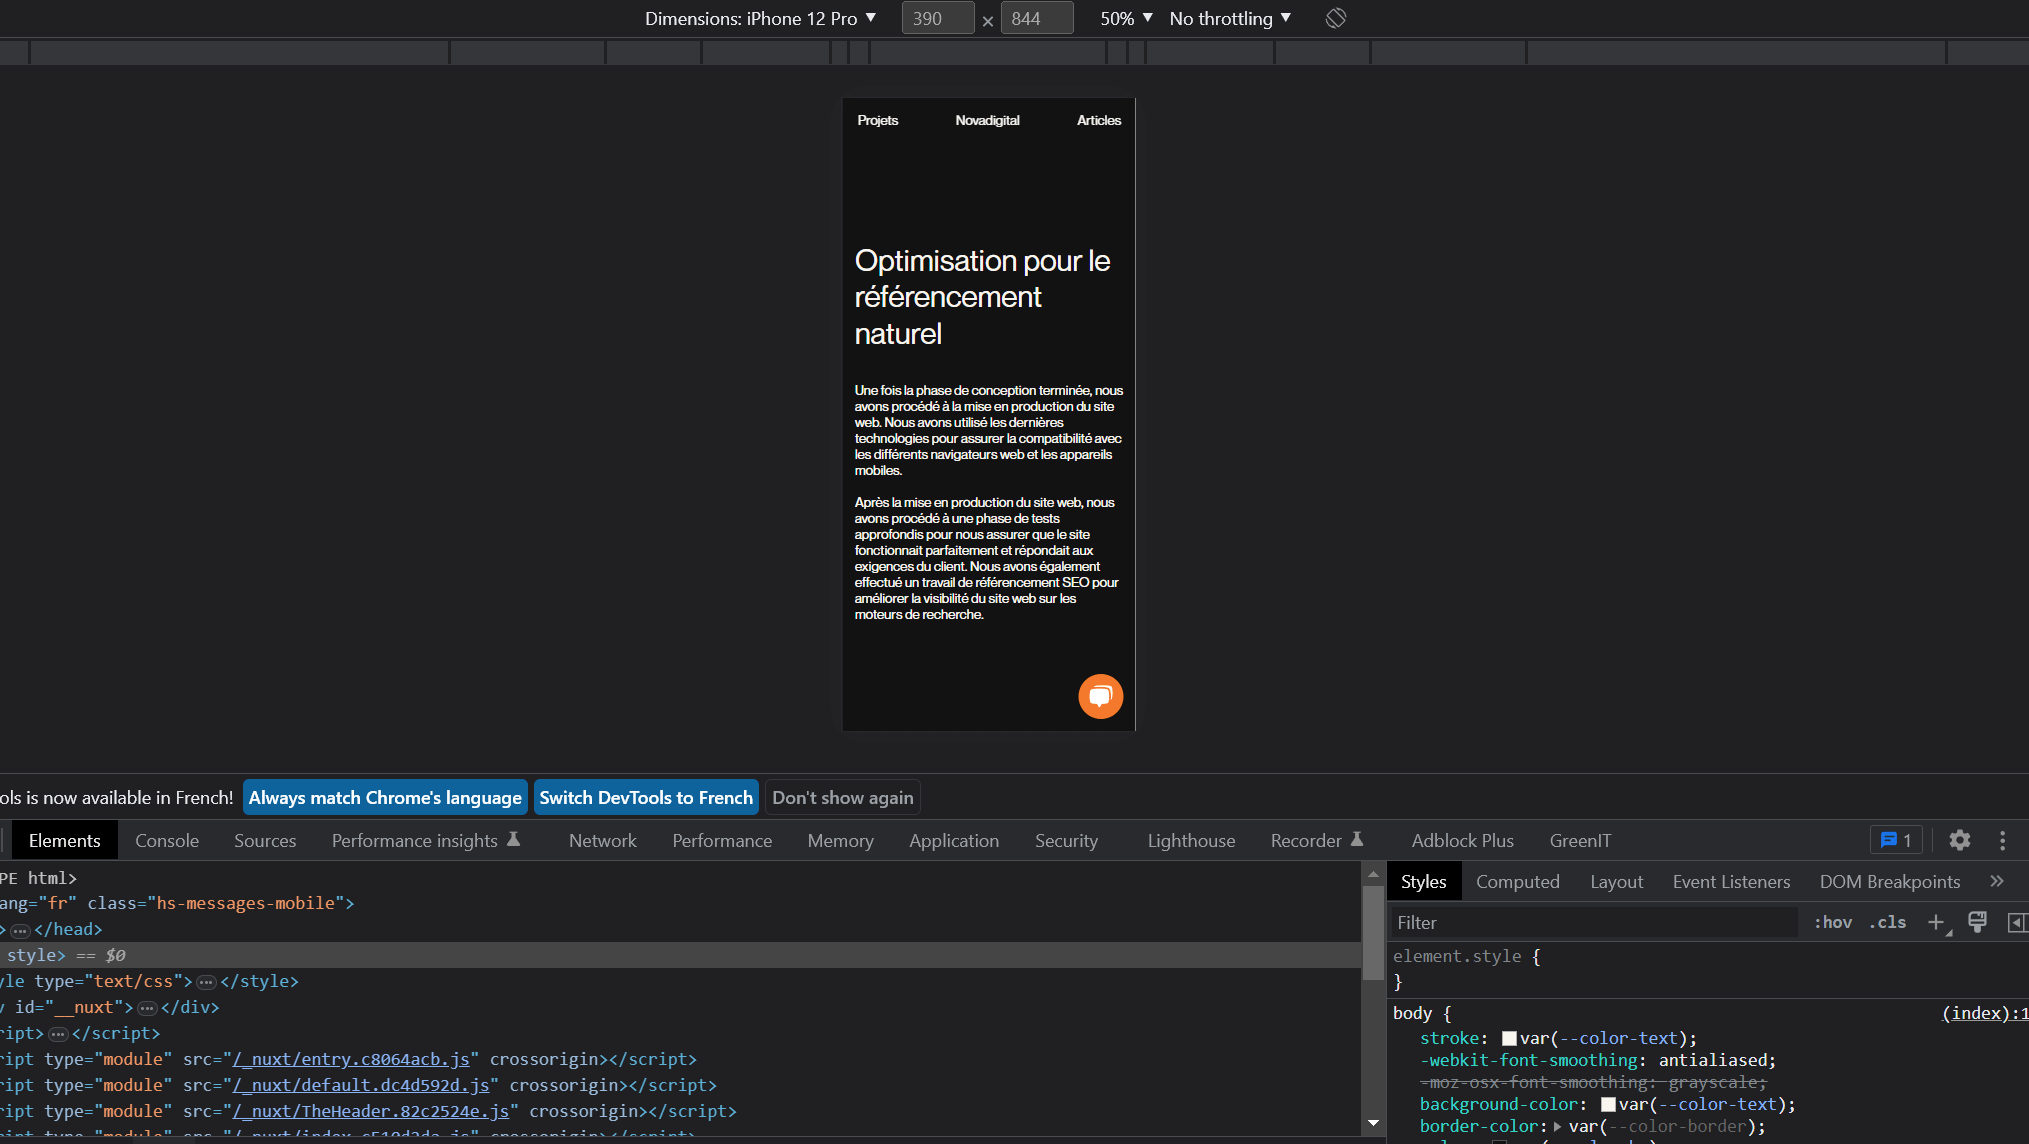 Dimensions: iPhone 12 Pro ▼ 390 × 844 50% ▼ No throttling ▼
Projets Novadigital Articles
Optimisation pour le
référencement
naturel
Une fois la phase de conception terminée, nous
avons procédé à la mise en production du site
web. Nous avons utilisé les dernières
technologies pour assurer la compatibilité avec
les différents navigateurs web et les appareils
mobiles.
Après la mise en production du site web, nous
avons procédé à une phase de tests
approfondis pour nous assurer que le site
fonctionnait parfaitement et répondait aux
exigences du client. Nous avons également
effectué un travail de référencement SEO pour
améliorer la visibilité du site web sur les
moteurs de recherche.
ols is now available in French! Always match Chrome's language Switch DevTools to French Don't show again
Elements Console Sources Performance insights Network Performance Memory Application Security Lighthouse Recorder Adblock Plus GreenIT 1
PE html>
ang="fr" class="hs-messages-mobile">
> ··· </head>
style> == $0
yle type="text/css"> ··· </style>
v id="__nuxt"> ··· </div>
ript> ··· </script>
ript type="module" src="/_nuxt/entry.c8064acb.js" crossorigin></script>
ript type="module" src="/_nuxt/default.dc4d592d.js" crossorigin></script>
ript type="module" src="/_nuxt/TheHeader.82c2524e.js" crossorigin></script>
Styles Computed Layout Event Listeners DOM Breakpoints »
Filter :hov .cls +
element.style {
}
body { (index):1
stroke: var(--color-text);
-webkit-font-smoothing: antialiased;
-moz-osx-font-smoothing: grayscale;
background-color: var(--color-text);
border-color: var(--color-border);